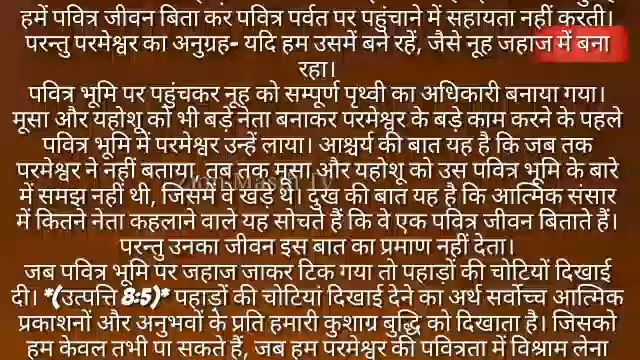 हमें पवित्र जीवन बिता कर पवित्र पर्वत पर पहुंचाने में सहायता नहीं करती।
परन्तु परमेश्वर का अनुग्रह- यदि हम उसमें बने रहें, जैसे नूह जहाज में बना
रहा।
पवित्र भूमि पर पहुंचकर नूह को सम्पूर्ण पृथ्वी का अधिकारी बनाया गया।
मूसा और यहोशू को भी बड़े नेता बनाकर परमेश्वर के बड़े काम करने के पहले
पवित्र भूमि में परमेश्वर उन्हें लाया। आश्चर्य की बात यह है कि जब तक
परमेश्वर ने नहीं बताया, तब तक मूसा और यहोशू को उस पवित्र भूमि के बारे
में समझ नहीं थी, जिसमें वे खड़े थे। दुख की बात यह है कि आत्मिक संसार
में कितने नेता कहलाने वाले यह सोचते हैं कि वे एक पवित्र जीवन बिताते हैं।
परन्तु उनका जीवन इस बात का प्रमाण नहीं देता।
जब पवित्र भूमि पर जहाज जाकर टिक गया तो पहाड़ों की चोटियों दिखाई
दी। *(उत्पत्ति 8:5)* पहाड़ों की चोटियां दिखाई देने का अर्थ सर्वोच्च आत्मिक
प्रकाशनों और अनुभवों के प्रति हमारी कुशाग्र बुद्धि को दिखाता है। जिसको
हम केवल तभी पा सकते हैं, जब हम परमेश्वर की पवित्रता में विश्राम लेना